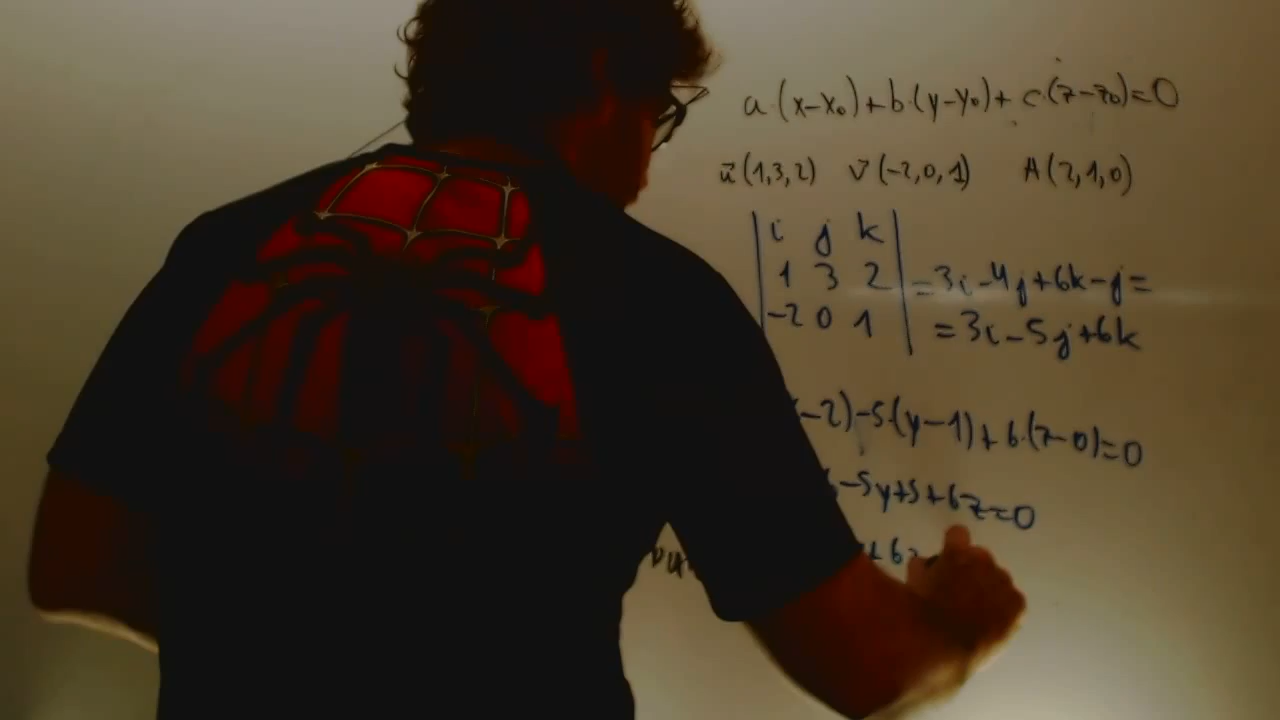 a·(x-x₀)+b·(y-y₀)+c·(z-z₀)=0
u⃗(1,3,2) v⃗(-2,0,1) A(2,1,0)
i j k
1 3 2 =3i-4j+6k-j=
-2 0 1 =3i-5j+6k
-2)-5·(y-1)+6·(z-0)=0
-5y+5+6z=0
+6z